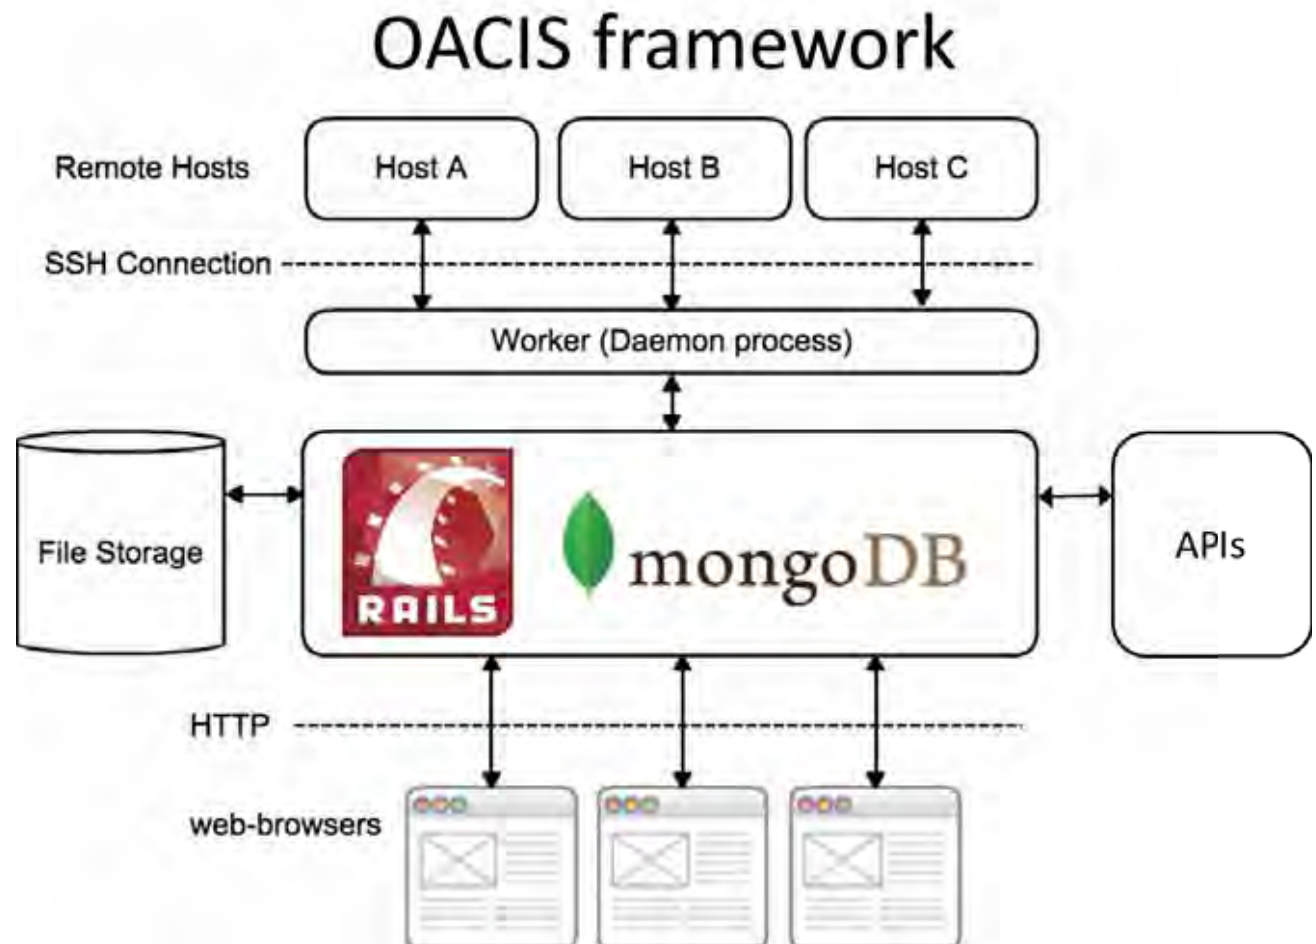 OACIS framework
Remote Hosts
Host A
Host B
Host C
SSH Connection
Worker (Daemon process)
File Storage
RAILS
mongoDB
APIs
HTTP
web-browsers